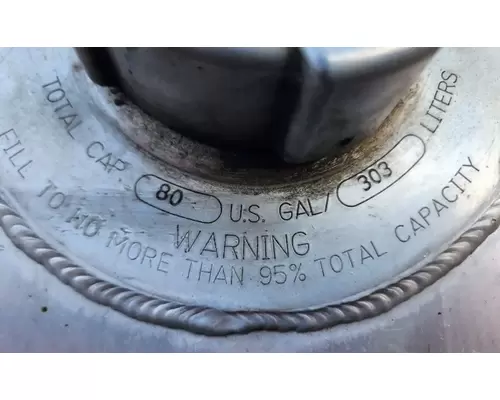 TOTAL CAP. 80 U.S. GAL/ 303 LITERS
WARNING
FILL TO NO MORE THAN 95% TOTAL CAPACITY